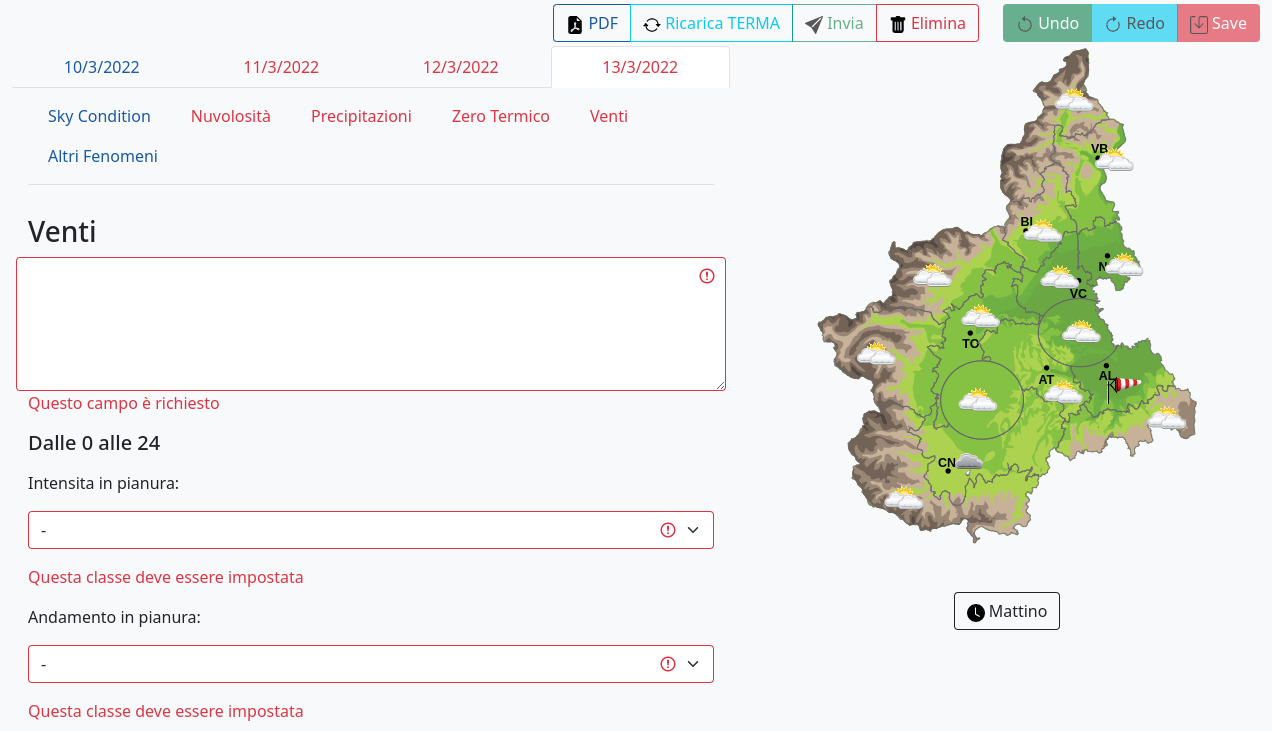 PDF Ricarica TERMA Invia Elimina Undo Redo Save
10/3/2022 11/3/2022 12/3/2022 13/3/2022
Sky Condition Nuvolosità Precipitazioni Zero Termico Venti
Altri Fenomeni
Venti
Questo campo è richiesto
Dalle 0 alle 24
Intensita in pianura:
-
Questa classe deve essere impostata
Andamento in pianura:
-
Questa classe deve essere impostata
VB
BI
N
VC
TO
AT
AL
CN
Mattino